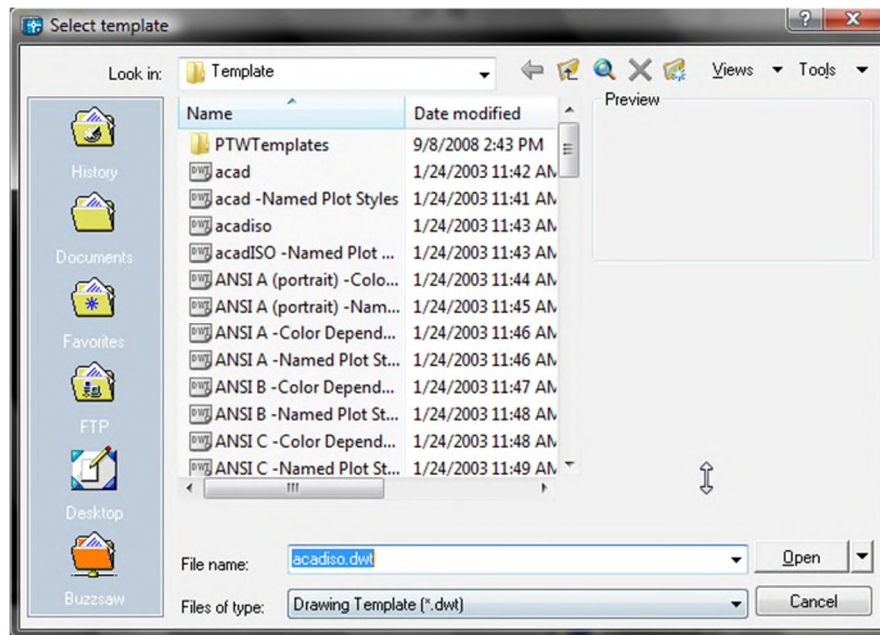 Select template
Look in:
Template
Views
Tools
History
Documents
Favorites
FTP
Desktop
Buzzsaw
Name Date modified
PTWTemplates 9/8/2008 2:43 PM
acad 1/24/2003 11:42 AM
acad -Named Plot Styles 1/24/2003 11:41 AM
acadiso 1/24/2003 11:43 AM
acadISO -Named Plot ... 1/24/2003 11:43 AM
ANSI A (portrait) -Colo... 1/24/2003 11:44 AM
ANSI A (portrait) -Nam... 1/24/2003 11:45 AM
ANSI A -Color Depend... 1/24/2003 11:46 AM
ANSI A -Named Plot St... 1/24/2003 11:46 AM
ANSI B -Color Depend... 1/24/2003 11:47 AM
ANSI B -Named Plot St... 1/24/2003 11:48 AM
ANSI C -Color Depend... 1/24/2003 11:48 AM
ANSI C -Named Plot St... 1/24/2003 11:49 AM
Preview
File name:
acadiso.dwt
Open
Files of type:
Drawing Template (*.dwt)
Cancel